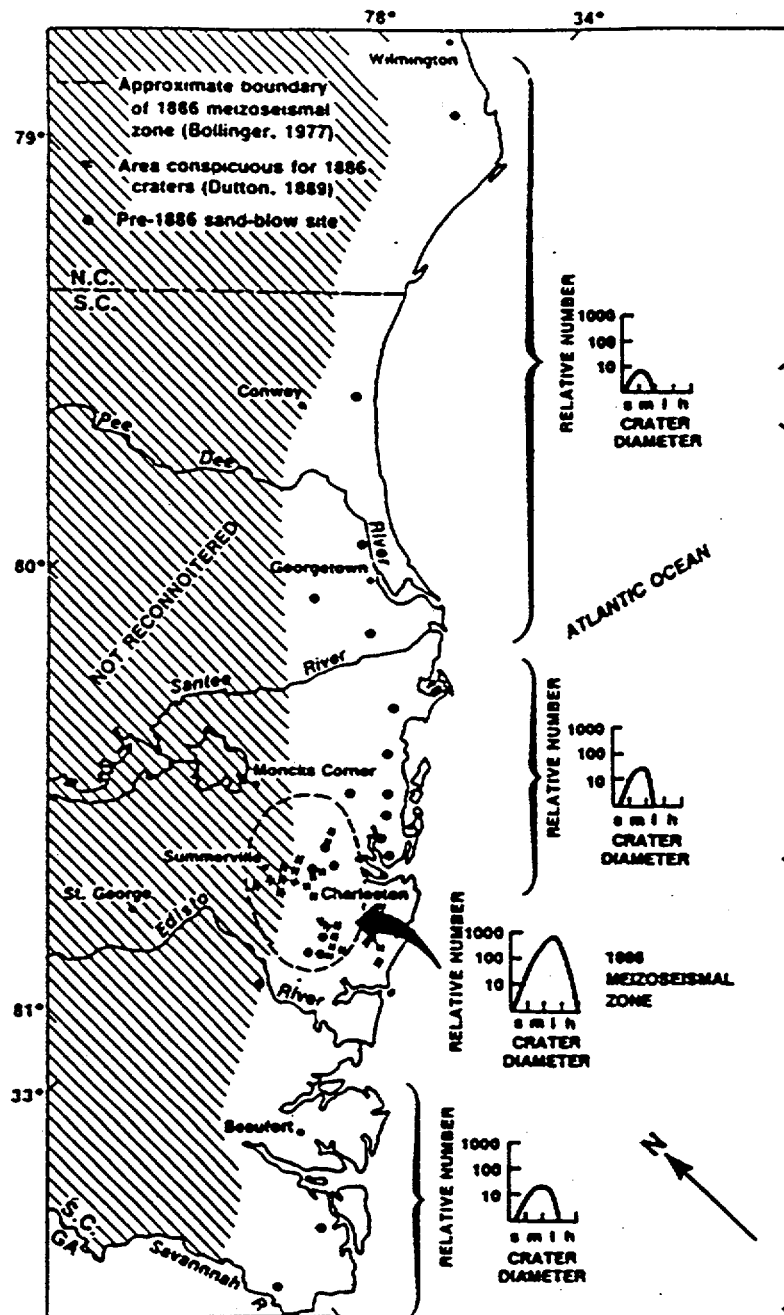 78°
34°
Wilmington
Approximate boundary
of 1886 meizoseismal
zone (Bollinger, 1977)
79°
Area conspicuous for 1886
craters (Dutton, 1889)
Pre-1886 sand-blow site
N.C.
S.C.
RELATIVE NUMBER
1000
100
10
s m l h
CRATER
DIAMETER
Conway
Pee
Dee
River
NOT RECONNOITERED
80°
Georgetown
ATLANTIC OCEAN
Santee
River
RELATIVE NUMBER
1000
100
10
s m l h
CRATER
DIAMETER
Moncks Corner
Summerville
St. George
Charleston
Edisto
River
RELATIVE NUMBER
1000
100
10
s m l h
CRATER
DIAMETER
1886
MEIZOSEISMAL
ZONE
81°
33°
Beaufort
RELATIVE NUMBER
1000
100
10
s m l h
CRATER
DIAMETER
N
S.C.
GA
Savannnah
R